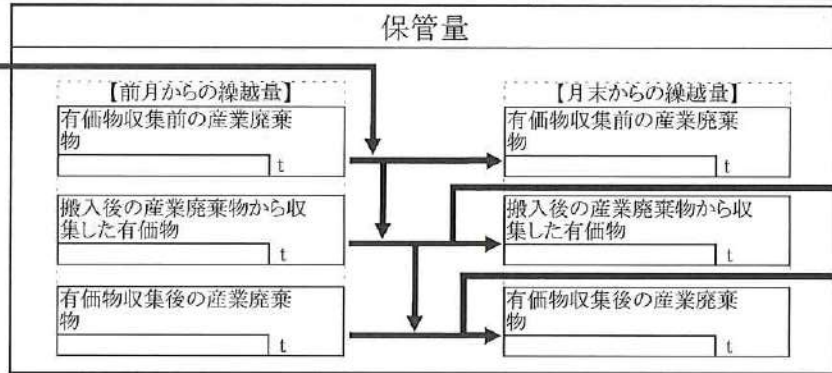 保管量
【前月からの繰越量】
有価物収集前の産業廃棄
物
t
搬入後の産業廃棄物から収
集した有価物
t
有価物収集後の産業廃棄
物
t
【月末からの繰越量】
有価物収集前の産業廃棄
物
t
搬入後の産業廃棄物から収
集した有価物
t
有価物収集後の産業廃棄
物
t